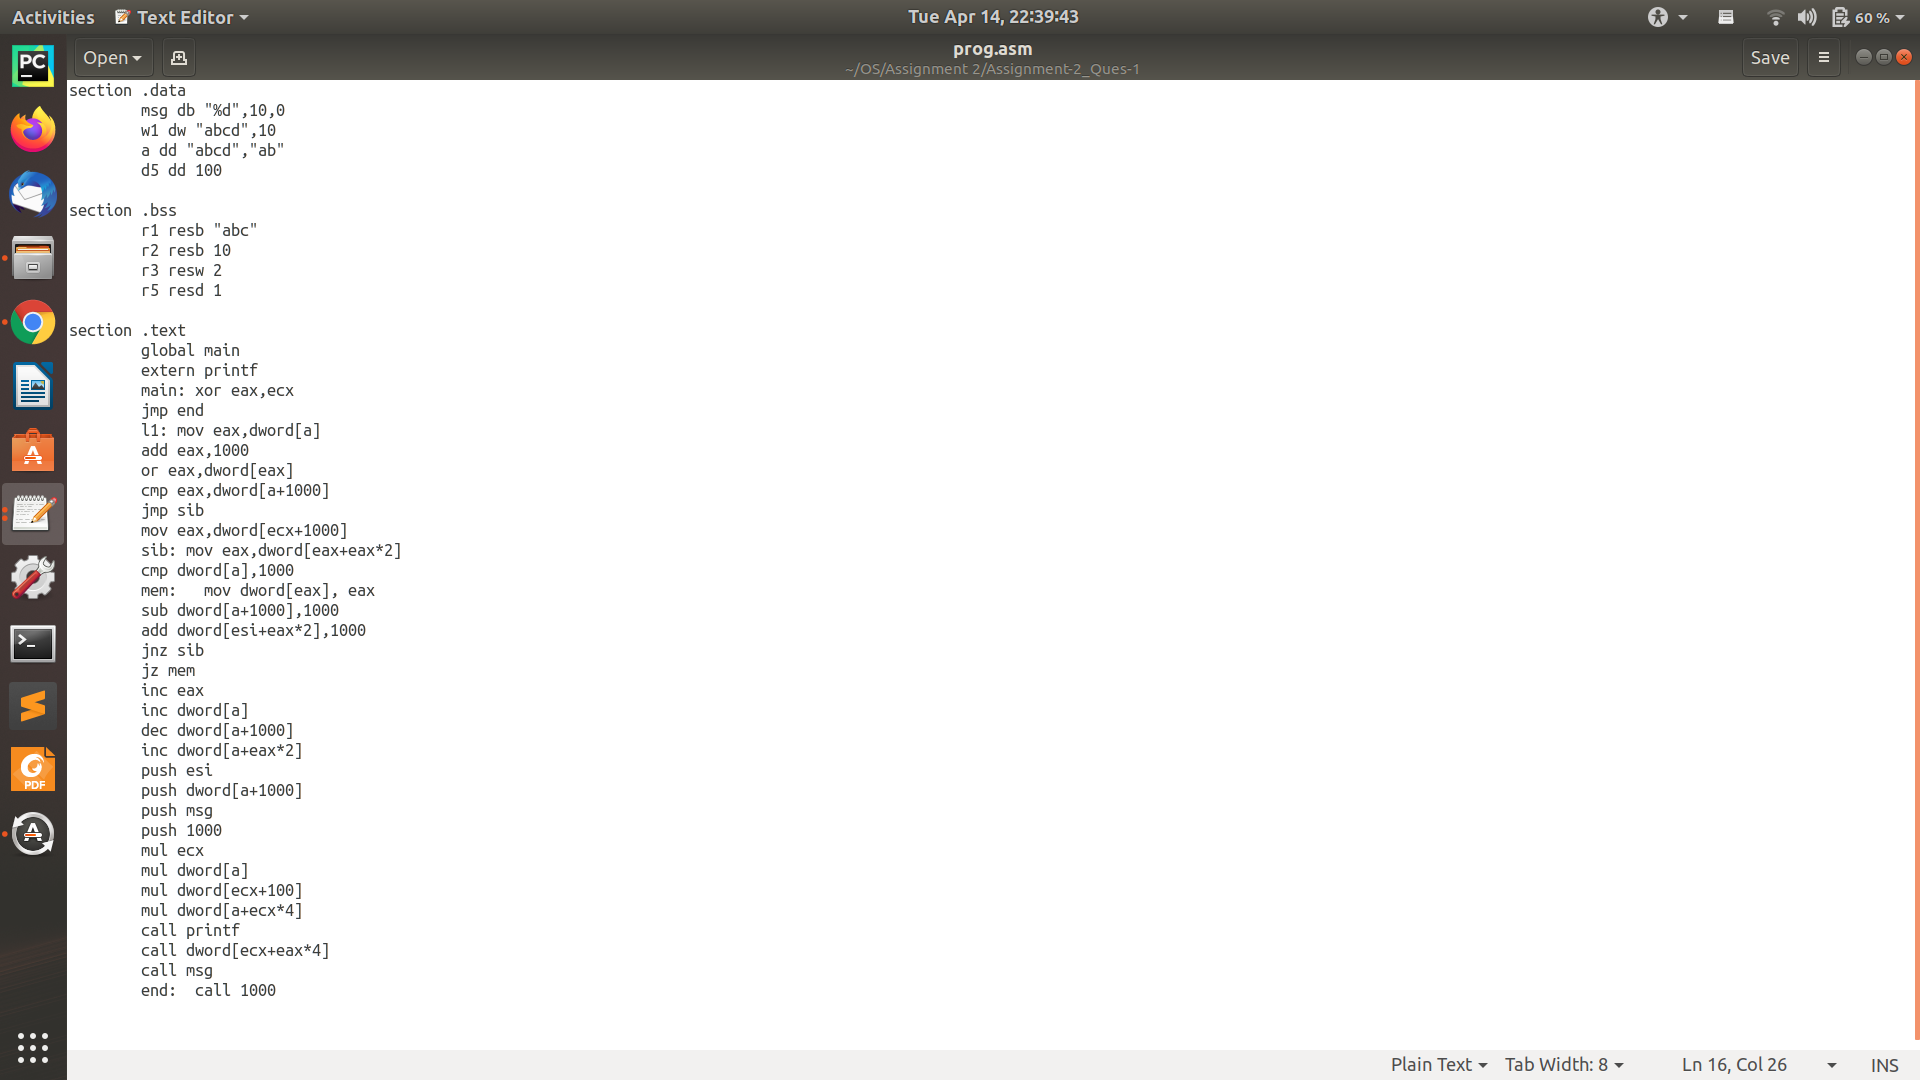 Activities Text Editor Tue Apr 14, 22:39:43 60 %
Open prog.asm Save
~/OS/Assignment 2/Assignment-2_Ques-1
section .data
msg db "%d",10,0
w1 dw "abcd",10
a dd "abcd","ab"
d5 dd 100
section .bss
r1 resb "abc"
r2 resb 10
r3 resw 2
r5 resd 1
section .text
global main
extern printf
main: xor eax,ecx
jmp end
l1: mov eax,dword[a]
add eax,1000
or eax,dword[eax]
cmp eax,dword[a+1000]
jmp sib
mov eax,dword[ecx+1000]
sib: mov eax,dword[eax+eax*2]
cmp dword[a],1000
mem:   mov dword[eax], eax
sub dword[a+1000],1000
add dword[esi+eax*2],1000
jnz sib
jz mem
inc eax
inc dword[a]
dec dword[a+1000]
inc dword[a+eax*2]
push esi
push dword[a+1000]
push msg
push 1000
mul ecx
mul dword[a]
mul dword[ecx+100]
mul dword[a+ecx*4]
call printf
call dword[ecx+eax*4]
call msg
end:  call 1000
PC
PDF
Plain Text Tab Width: 8 Ln 16, Col 26 INS